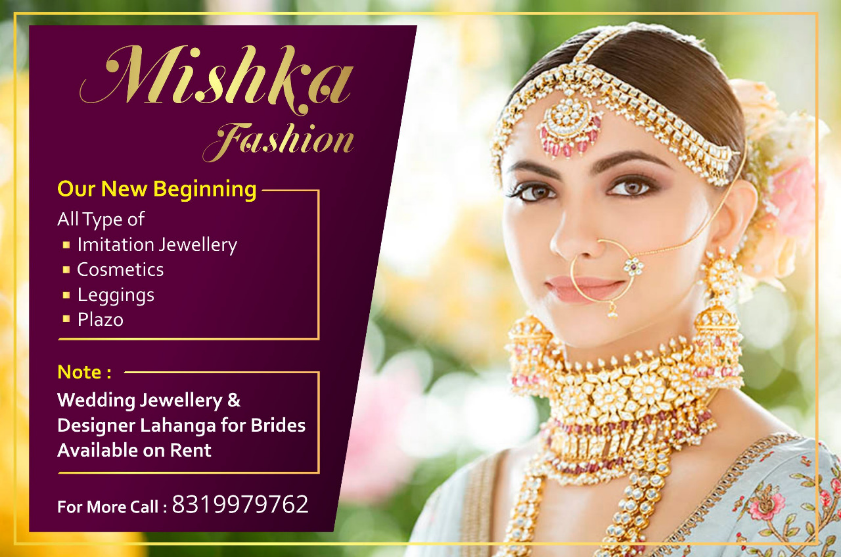 Mishka
Fashion
Our New Beginning
All Type of
Imitation Jewellery
Cosmetics
Leggings
Plazo
Note :
Wedding Jewellery &
Designer Lahanga for Brides
Available on Rent
For More Call : 8319979762